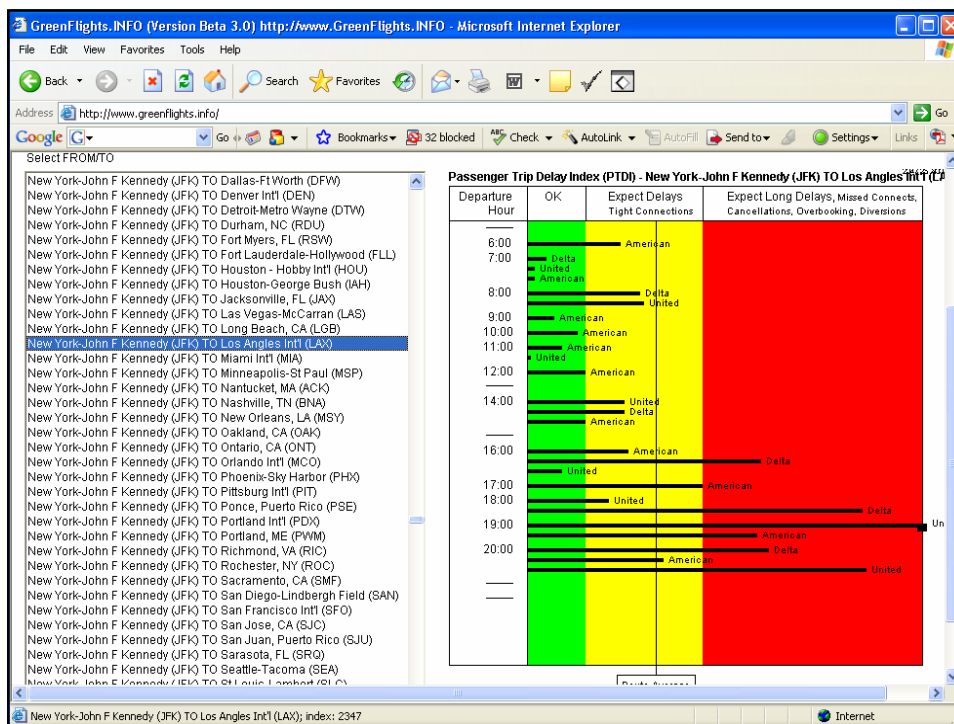 GreenFlights.INFO (Version Beta 3.0) http://www.GreenFlights.INFO - Microsoft Internet Explorer
File Edit View Favorites Tools Help
Back Search Favorites
Address http://www.greenflights.info/ Go
Google G Go Bookmarks 32 blocked ABC Check AutoLink AutoFill Send to Settings Links
Select FROM/TO
New York-John F Kennedy (JFK) TO Dallas-Ft Worth (DFW)
New York-John F Kennedy (JFK) TO Denver Int'l (DEN)
New York-John F Kennedy (JFK) TO Detroit-Metro Wayne (DTW)
New York-John F Kennedy (JFK) TO Durham, NC (RDU)
New York-John F Kennedy (JFK) TO Fort Myers, FL (RSW)
New York-John F Kennedy (JFK) TO Fort Lauderdale-Hollywood (FLL)
New York-John F Kennedy (JFK) TO Houston - Hobby Int'l (HOU)
New York-John F Kennedy (JFK) TO Houston-George Bush (IAH)
New York-John F Kennedy (JFK) TO Jacksonville, FL (JAX)
New York-John F Kennedy (JFK) TO Las Vegas-McCarran (LAS)
New York-John F Kennedy (JFK) TO Long Beach, CA (LGB)
New York-John F Kennedy (JFK) TO Los Angles Int'l (LAX)
New York-John F Kennedy (JFK) TO Miami Int'l (MIA)
New York-John F Kennedy (JFK) TO Minneapolis-St Paul (MSP)
New York-John F Kennedy (JFK) TO Nantucket, MA (ACK)
New York-John F Kennedy (JFK) TO Nashville, TN (BNA)
New York-John F Kennedy (JFK) TO New Orleans, LA (MSY)
New York-John F Kennedy (JFK) TO Oakland, CA (OAK)
New York-John F Kennedy (JFK) TO Ontario, CA (ONT)
New York-John F Kennedy (JFK) TO Orlando Int'l (MCO)
New York-John F Kennedy (JFK) TO Phoenix-Sky Harbor (PHX)
New York-John F Kennedy (JFK) TO Pittsburg Int'l (PIT)
New York-John F Kennedy (JFK) TO Ponce, Puerto Rico (PSE)
New York-John F Kennedy (JFK) TO Portland Int'l (PDX)
New York-John F Kennedy (JFK) TO Portland, ME (PWM)
New York-John F Kennedy (JFK) TO Richmond, VA (RIC)
New York-John F Kennedy (JFK) TO Rochester, NY (ROC)
New York-John F Kennedy (JFK) TO Sacramento, CA (SMF)
New York-John F Kennedy (JFK) TO San Diego-Lindbergh Field (SAN)
New York-John F Kennedy (JFK) TO San Francisco Int'l (SFO)
New York-John F Kennedy (JFK) TO San Jose, CA (SJC)
New York-John F Kennedy (JFK) TO San Juan, Puerto Rico (SJU)
New York-John F Kennedy (JFK) TO Sarasota, FL (SRQ)
New York-John F Kennedy (JFK) TO Seattle-Tacoma (SEA)
New York-John F Kennedy (JFK) TO St Louis-Lambert (SLC)
Passenger Trip Delay Index (PTDI) - New York-John F Kennedy (JFK) TO Los Angles Int'l (LA
Departure Hour
OK
Expect Delays
Tight Connections
Expect Long Delays, Missed Connects,
Cancellations, Overbooking, Diversions
6:00 American
7:00 Delta
United
American
8:00 Delta
United
9:00 American
10:00 American
11:00 American
United
12:00 American
14:00 United
Delta
American
16:00 American
Delta
United
17:00 American
18:00 United
Delta
19:00 Un
American
20:00 Delta
American
United
Route Average
New York-John F Kennedy (JFK) TO Los Angles Int'l (LAX); index: 2347
Internet